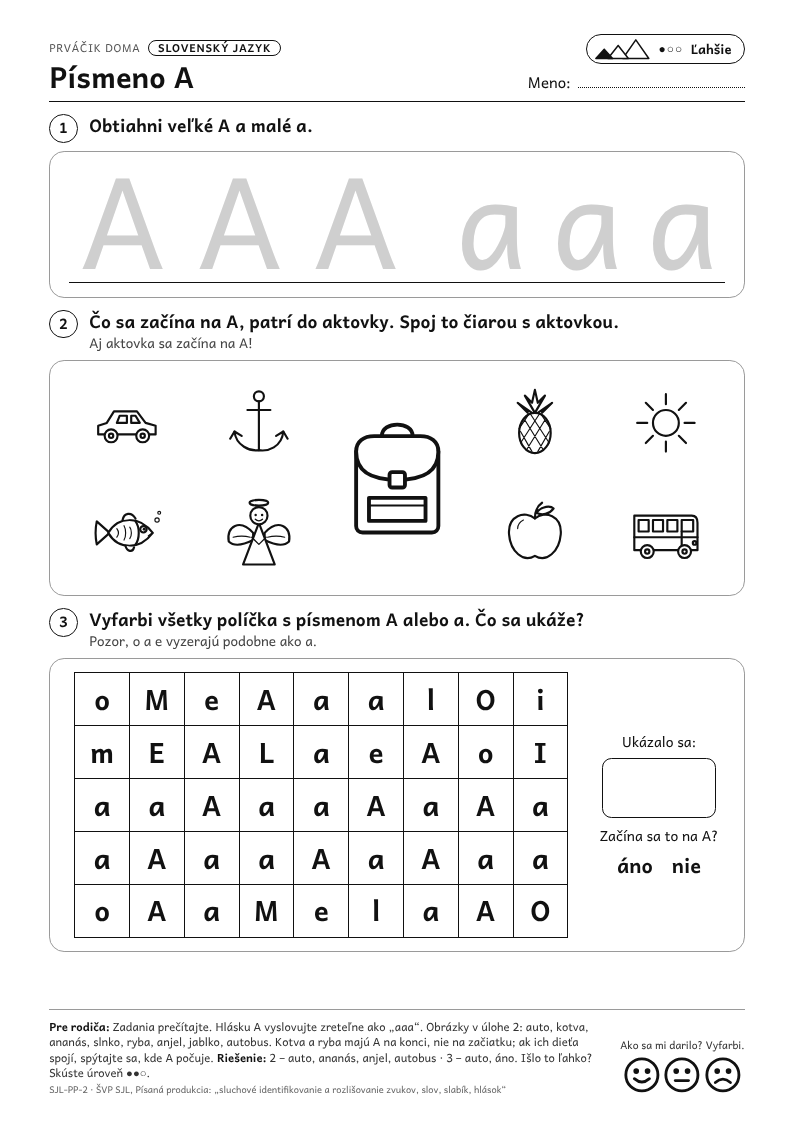 PRVÁČIK DOMA SLOVENSKÝ JAZYK
●○○ Ľahšie
Písmeno A
Meno:
1 Obtiahni veľké A a malé a.
A A A a a a
2 Čo sa začína na A, patrí do aktovky. Spoj to čiarou s aktovkou.
Aj aktovka sa začína na A!
3 Vyfarbi všetky políčka s písmenom A alebo a. Čo sa ukáže?
Pozor, o a e vyzerajú podobne ako a.
o M e A a a l O i
m E A L a e A o I
a a A a a A a A a
a A a a A a A a a
o A a M e l a A O
Ukázalo sa:
Začína sa to na A?
áno nie
Pre rodiča: Zadania prečítajte. Hlásku A vyslovujte zreteľne ako „aaa“. Obrázky v úlohe 2: auto, kotva,
ananás, slnko, ryba, anjel, jablko, autobus. Kotva a ryba majú A na konci, nie na začiatku; ak ich dieťa
spojí, spýtajte sa, kde A počuje. Riešenie: 2 – auto, ananás, anjel, autobus · 3 – auto, áno. Išlo to ľahko?
Skúste úroveň ●●○.
SJL-PP-2 · ŠVP SJL, Písaná produkcia: „sluchové identifikovanie a rozlišovanie zvukov, slov, slabík, hlások“
Ako sa mi darilo? Vyfarbi.